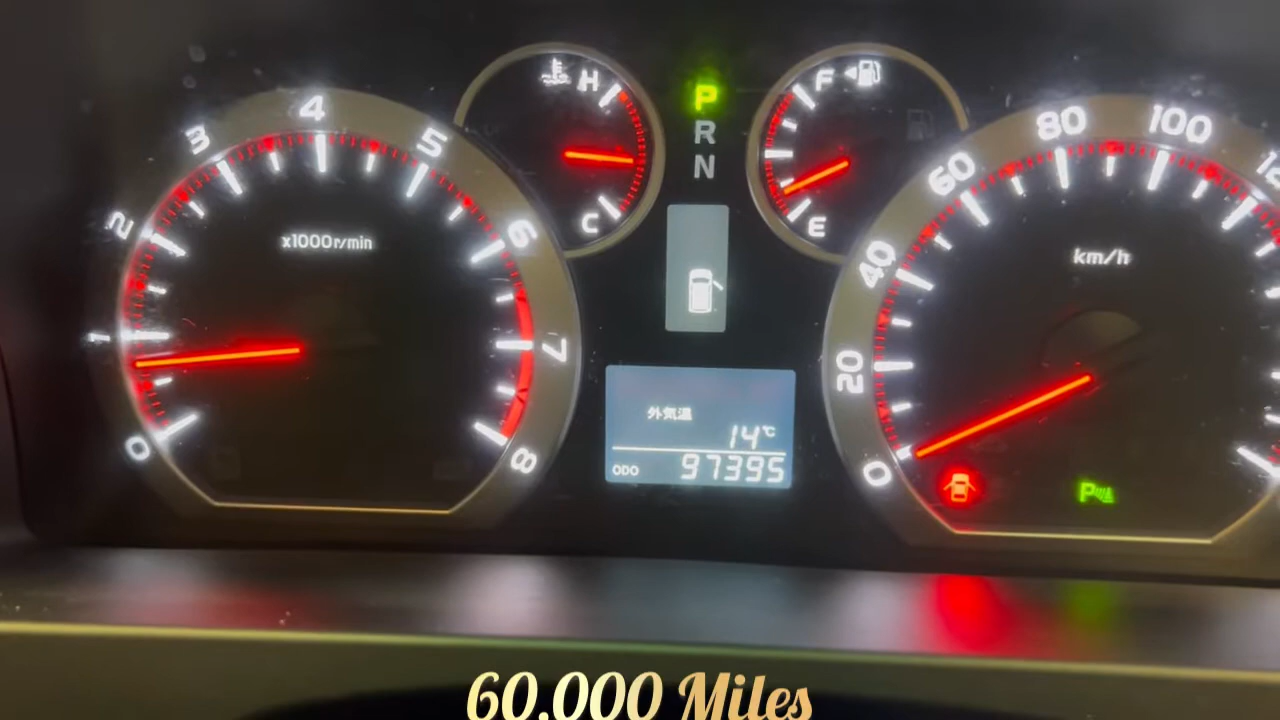 0
1
2
3
4
5
6
7
8
x1000r/min
H
C
P
R
N
F
E
外気温
14℃
ODO 97395
0
20
40
60
80
100
km/h
P
60,000 Miles